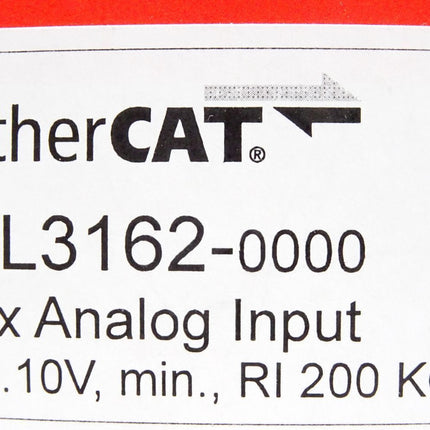 therCAT®
L3162-0000
x Analog Input
.10V, min., RI 200 K